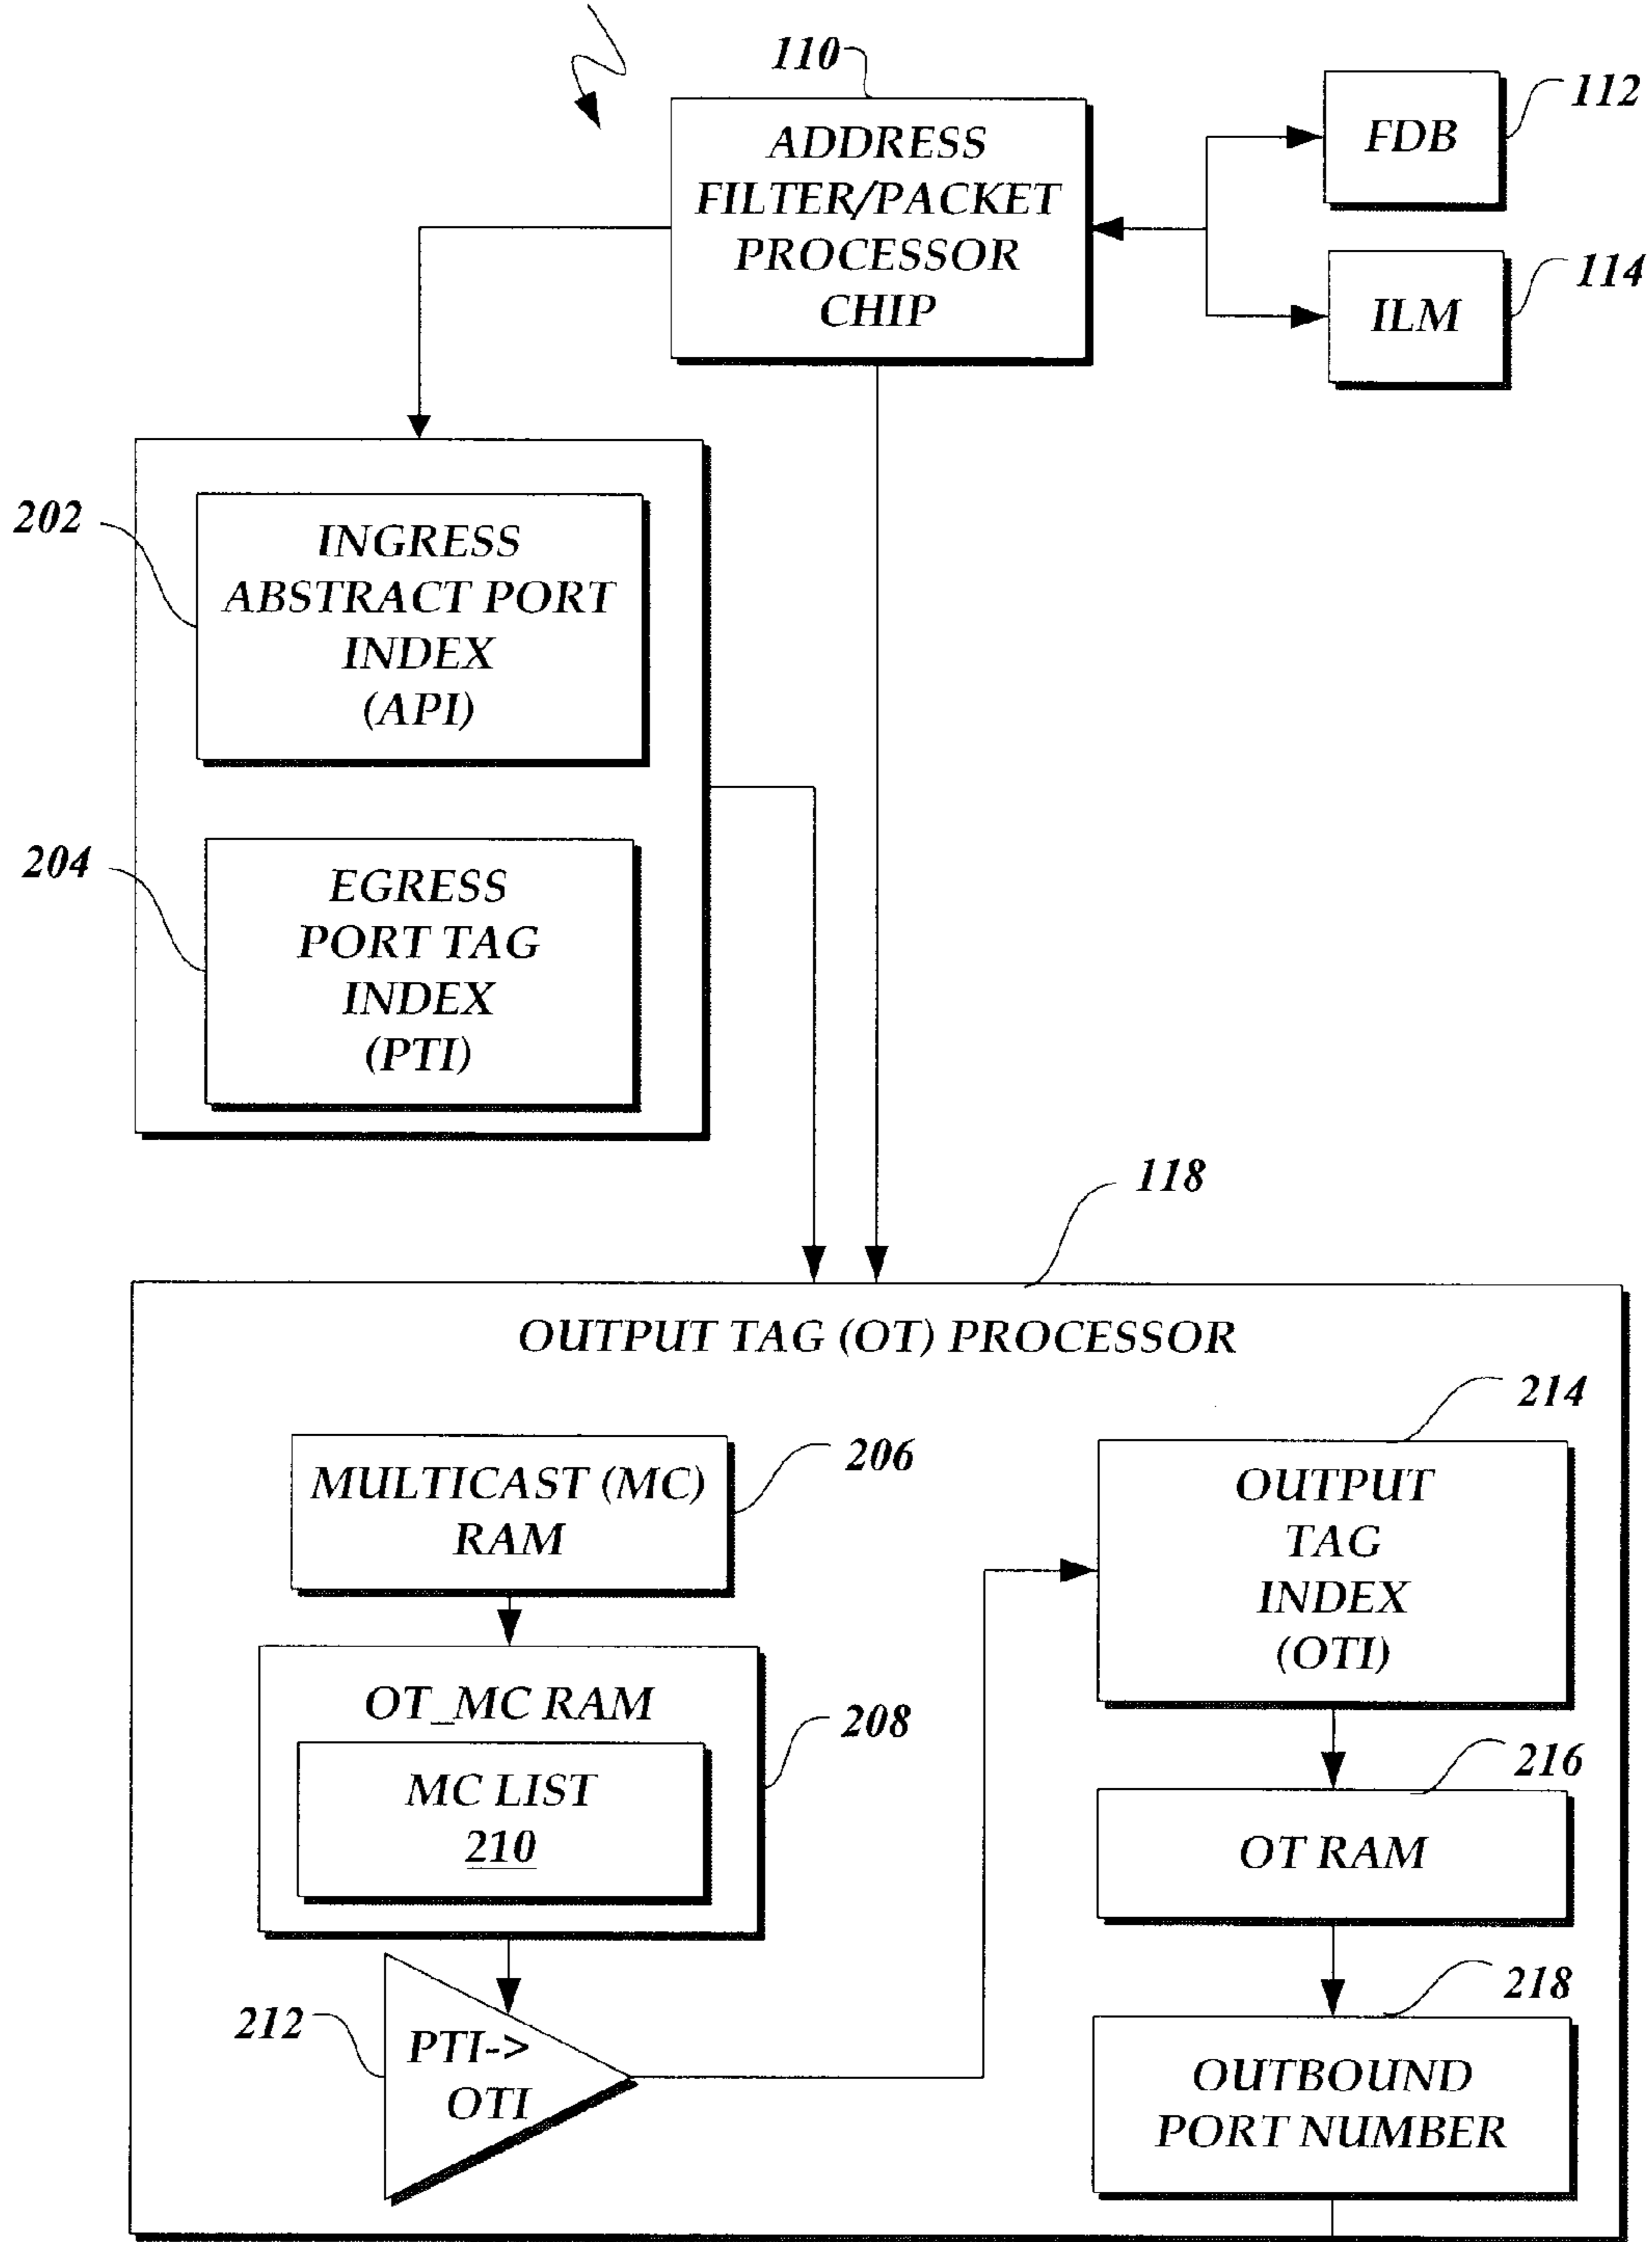 110
ADDRESS
FILTER/PACKET
PROCESSOR
CHIP
FDB
112
ILM
114
202
INGRESS
ABSTRACT PORT
INDEX
(API)
204
EGRESS
PORT TAG
INDEX
(PTI)
118
OUTPUT TAG (OT) PROCESSOR
MULTICAST (MC)
RAM
206
OT_MC RAM
208
MC LIST
210
212
PTI->
OTI
214
OUTPUT
TAG
INDEX
(OTI)
216
OT RAM
218
OUTBOUND
PORT NUMBER